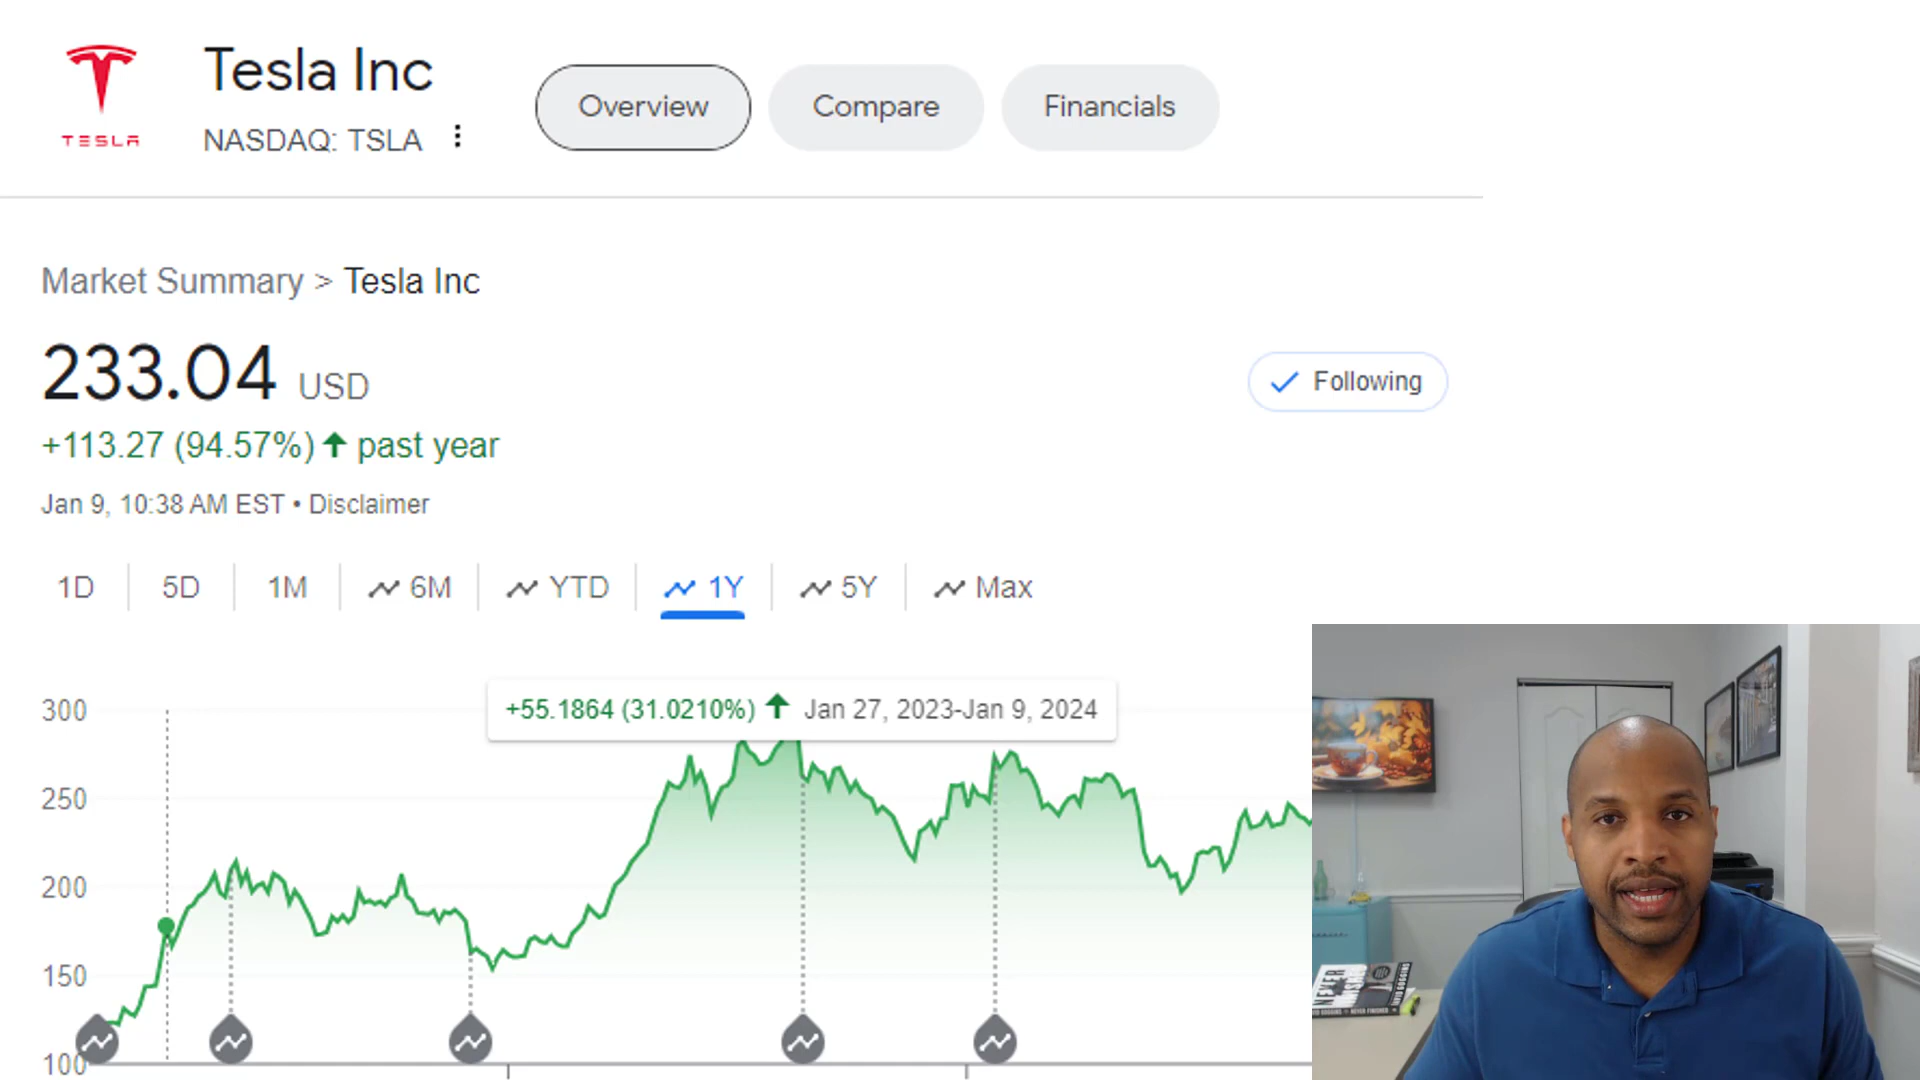 TESLA
Tesla Inc
NASDAQ: TSLA
Overview
Compare
Financials
Market Summary > Tesla Inc
233.04 USD
+113.27 (94.57%) ↑ past year
Jan 9, 10:38 AM EST • Disclaimer
Following
1D
5D
1M
6M
YTD
1Y
5Y
Max
+55.1864 (31.0210%) ↑ Jan 27, 2023-Jan 9, 2024
300
250
200
150
100
NEVER